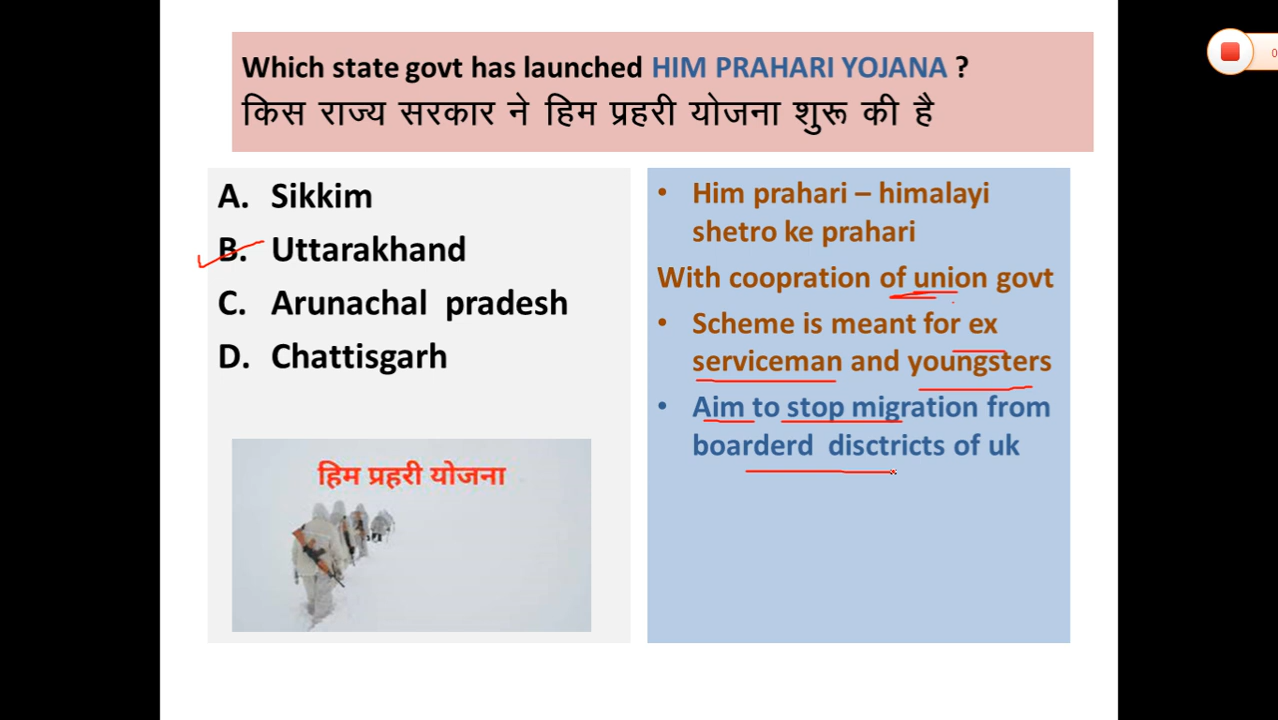 Which state govt has launched HIM PRAHARI YOJANA ?
किस राज्य सरकार ने हिम प्रहरी योजना शुरू की है
A. Sikkim
B. Uttarakhand
C. Arunachal pradesh
D. Chattisgarh
हिम प्रहरी योजना
• Him prahari – himalayi
shetro ke prahari
With coopration of union govt
• Scheme is meant for ex
serviceman and youngsters
• Aim to stop migration from
boarderd disctricts of uk
0